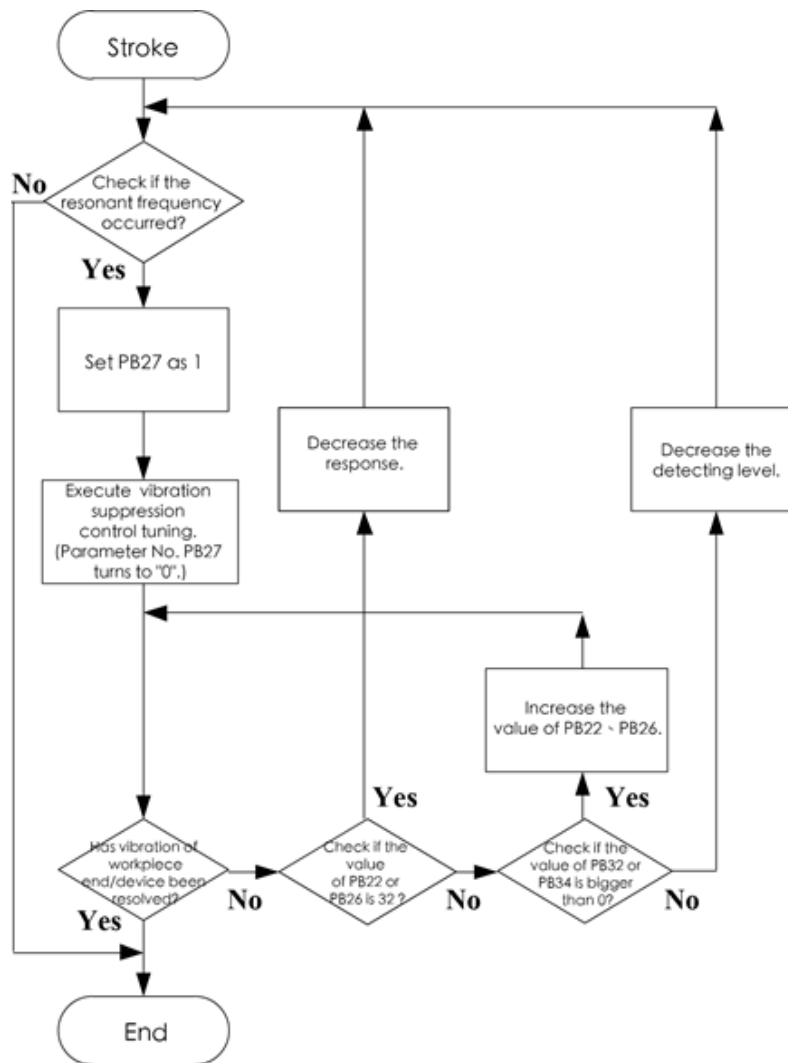 Stroke
No
Check if the
resonant frequency
occurred?
Yes
Set PB27 as 1
Decrease the
response.
Decrease the
detecting level.
Execute vibration
suppression
control tuning.
(Parameter No. PB27
turns to "0".)
Increase the
value of PB22、PB26.
Yes
Yes
Has vibration of
workpiece
end/device been
resolved?
No
Check if the
value
of PB22 or
PB26 is 32 ?
No
Check if the
value of PB32 or
PB34 is bigger
than 0?
No
Yes
End